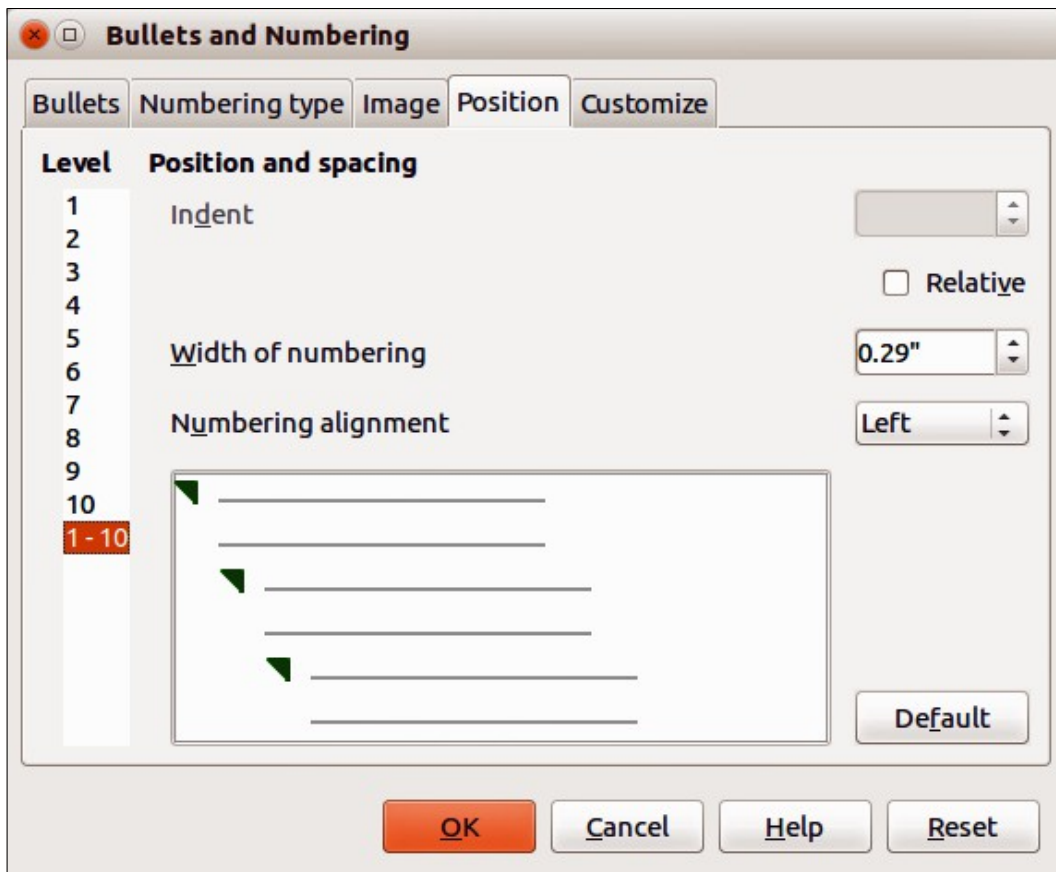 Bullets and Numbering
Bullets Numbering type Image Position Customize
Level Position and spacing
1
Indent
2
3
Relative
4
5
Width of numbering 0.29"
6
7
Numbering alignment Left
8
9
10
1 - 10
Default
OK Cancel Help Reset